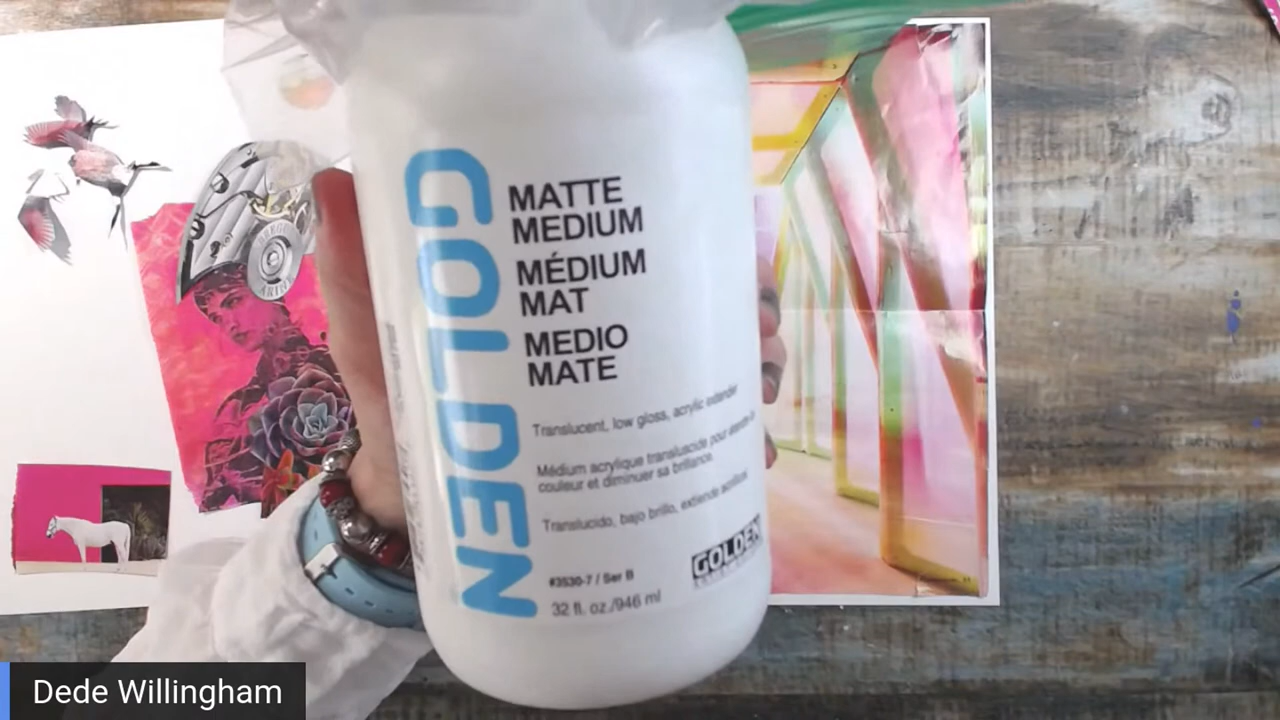 GOLDEN
MATTE
MEDIUM
MÉDIUM
MAT
MEDIO
MATE
Translucent, low gloss, acrylic extender
Médium acrylique transluscide pour
couleur et diminuer sa brillance.
Translucido, bajo brillo, extiende acrílicos
#3530-7 / Ser B
32 fl. oz./946 ml
GOLDEN
Dede Willingham